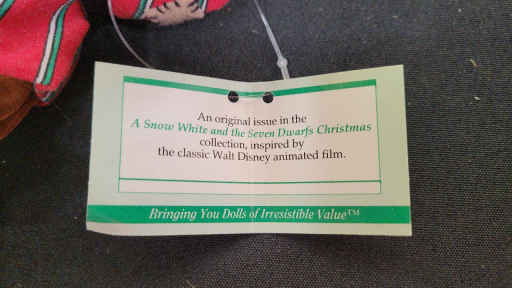 An original issue in the
A Snow White and the Seven Dwarfs Christmas
collection, inspired by
the classic Walt Disney animated film.
Bringing You Dolls of Irresistible Value™